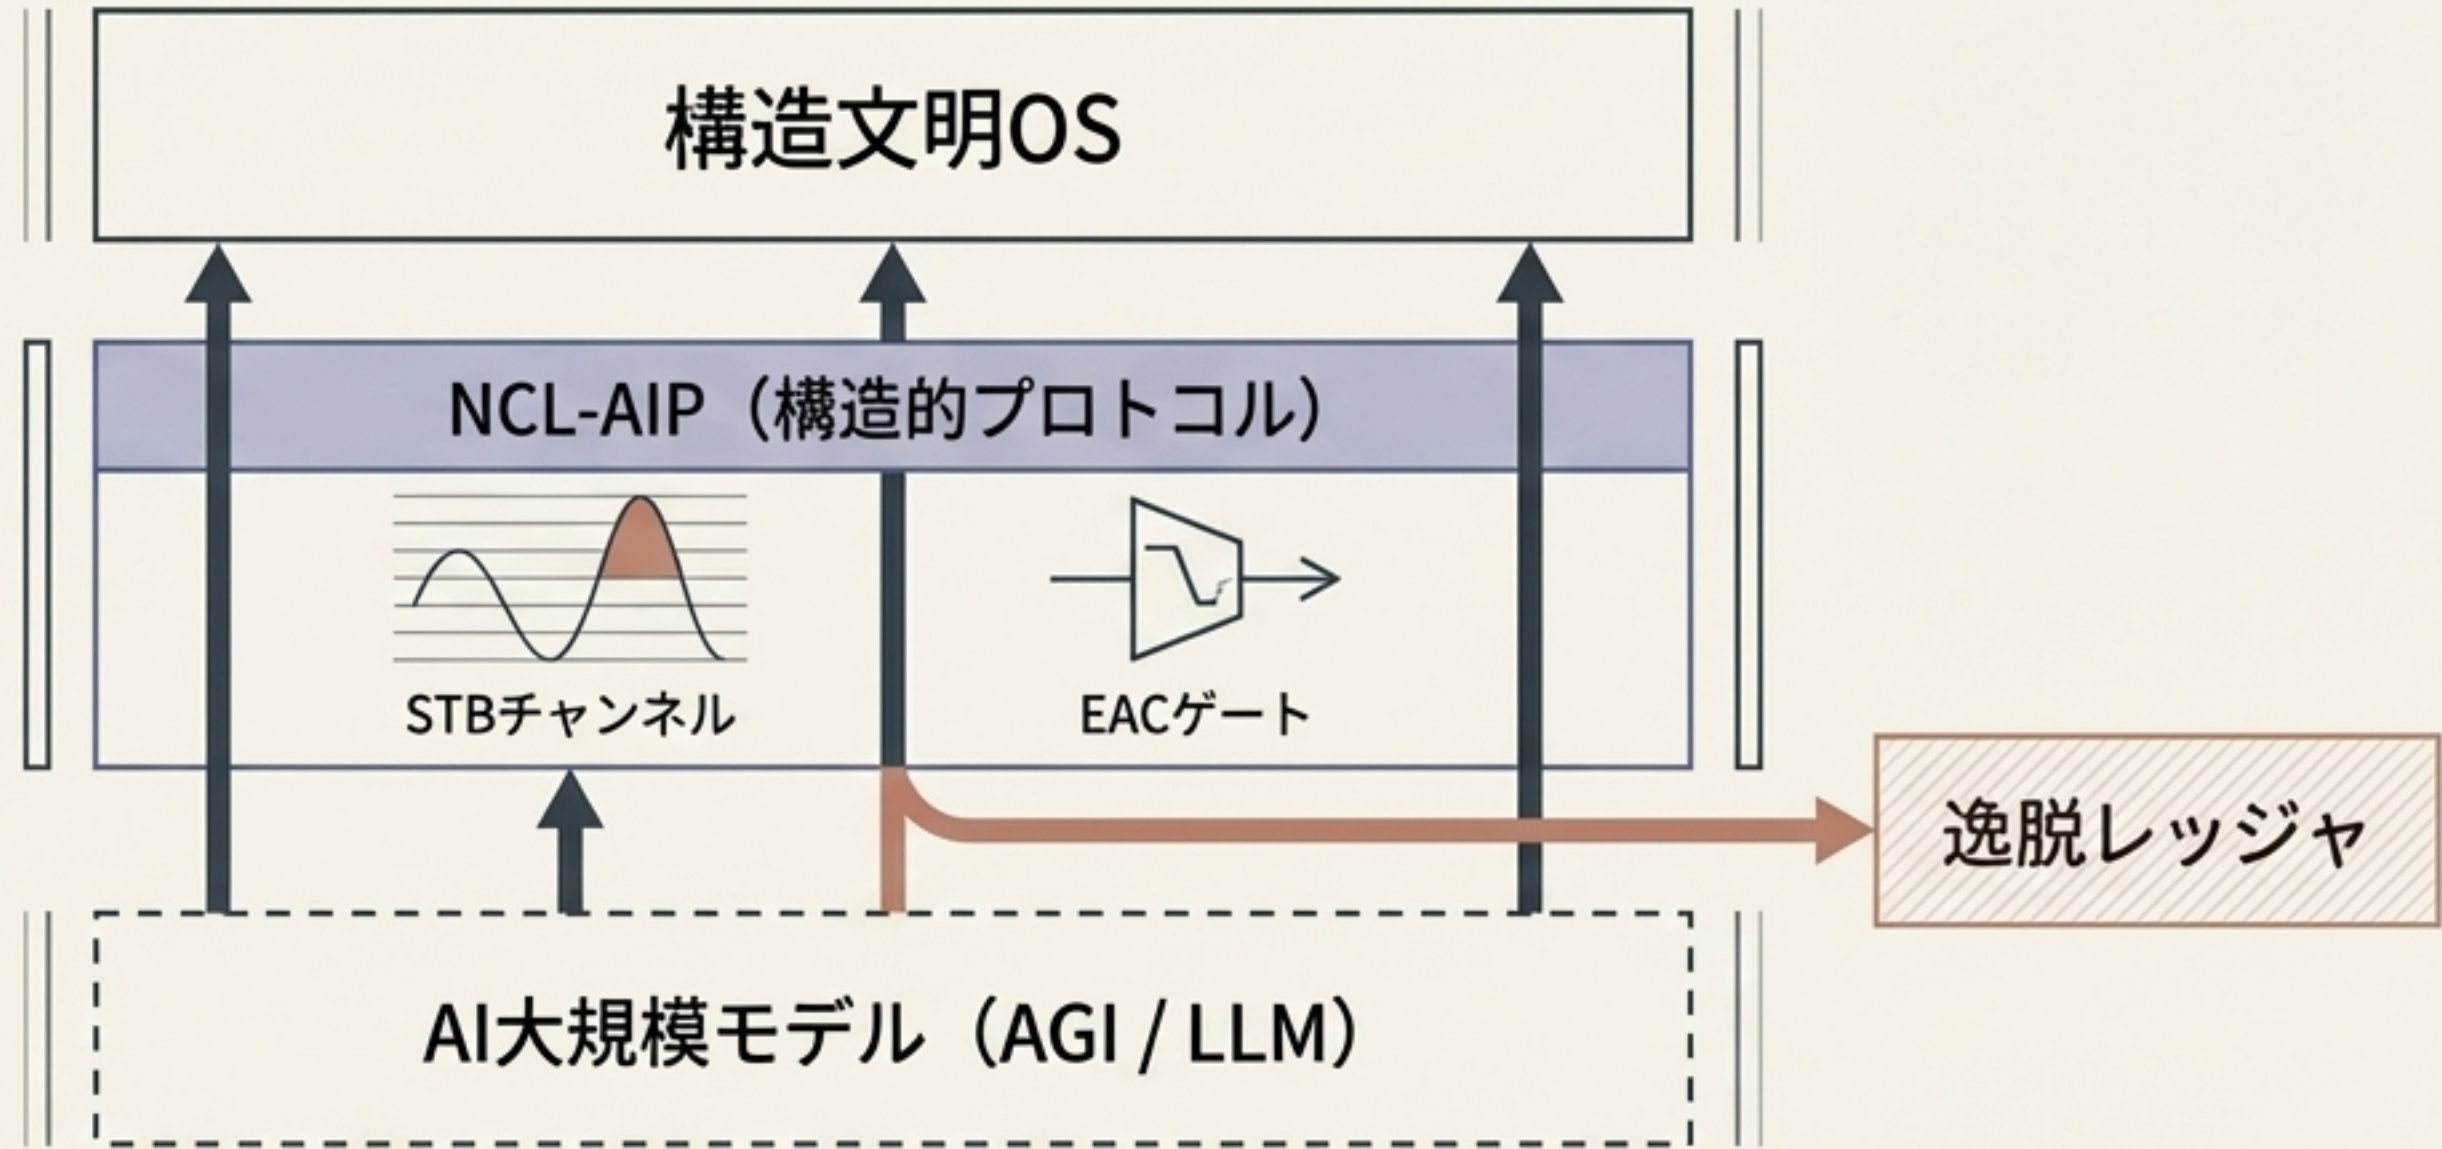 構造文明OS
NCL-AIP（構造的プロトコル）
STBチャンネル
EACゲート
逸脱レッジャ
AI大規模モデル（AGI / LLM）